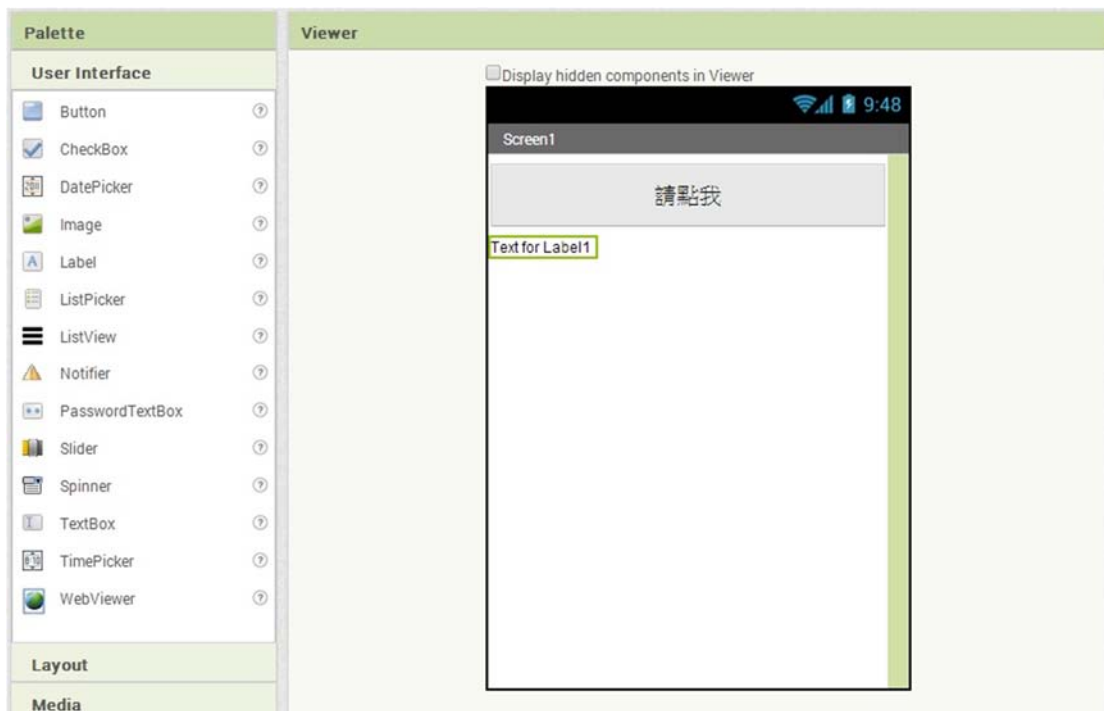 Palette
User Interface
Button
CheckBox
DatePicker
Image
Label
ListPicker
ListView
Notifier
PasswordTextBox
Slider
Spinner
TextBox
TimePicker
WebViewer
Layout
Media
Viewer
Display hidden components in Viewer
9:48
Screen1
請點我
Text for Label1